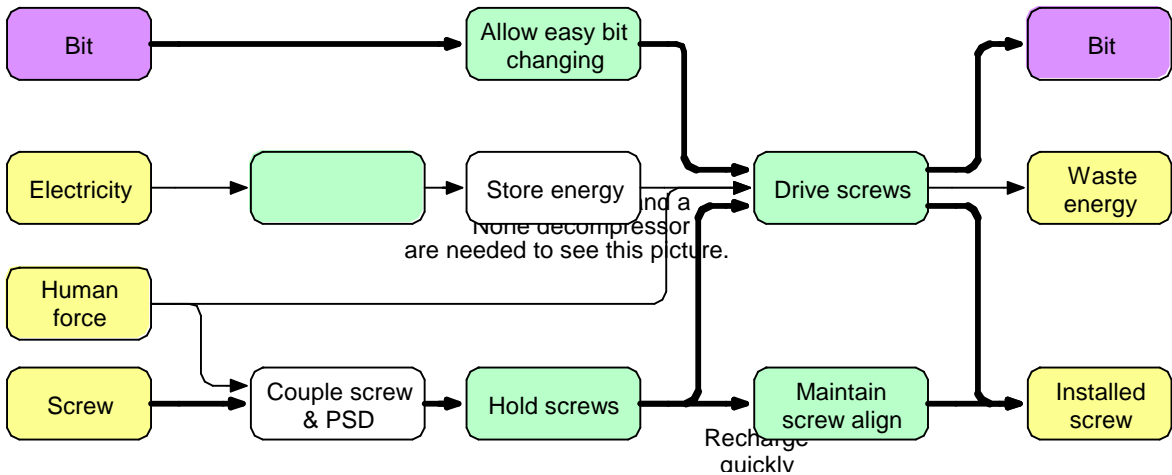 Bit
Allow easy bit
changing
Bit
Electricity
Store energy
Drive screws
Waste
energy
and a
None decompressor
are needed to see this picture.
Human
force
Screw
Couple screw
& PSD
Hold screws
Maintain
screw align
Installed
screw
Recharge
quickly